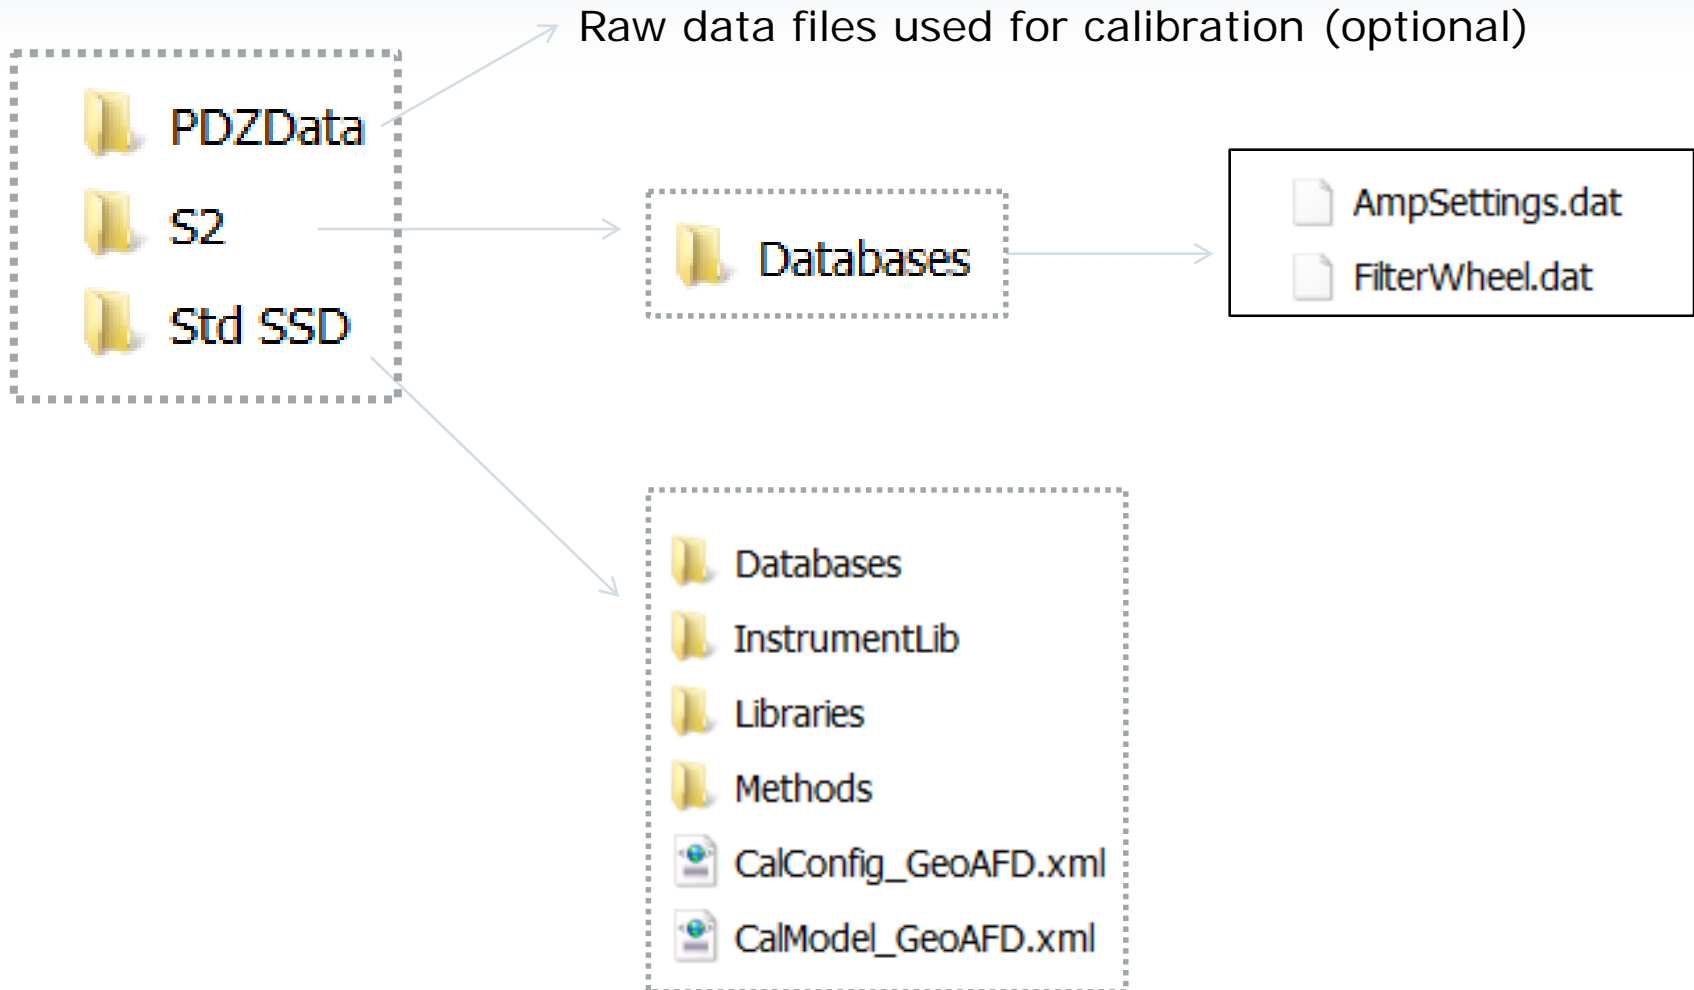 Raw data files used for calibration (optional)
PDZData
S2
Std SSD
Databases
AmpSettings.dat
FilterWheel.dat
Databases
InstrumentLib
Libraries
Methods
CalConfig_GeoAFD.xml
CalModel_GeoAFD.xml